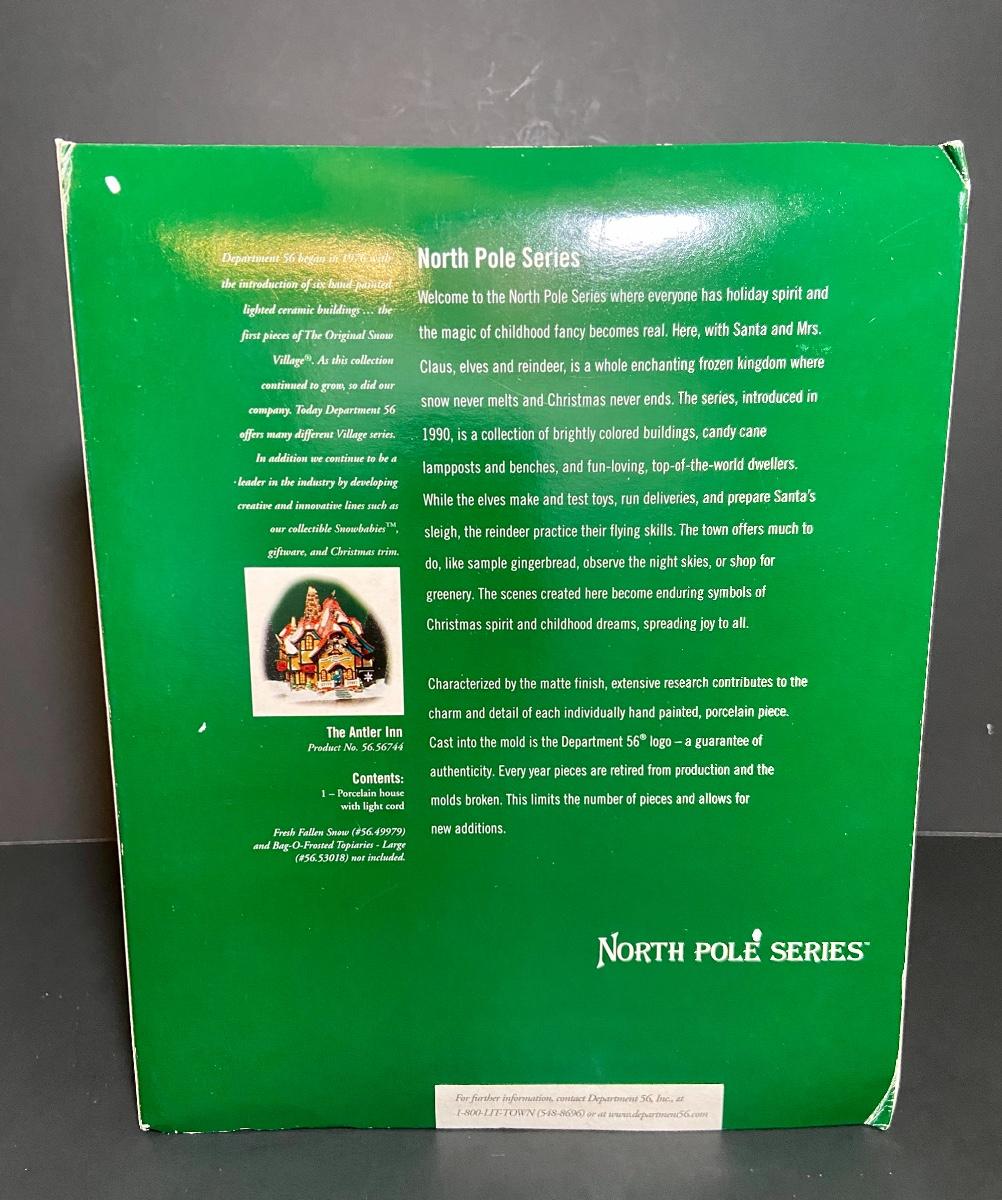 Department 56 began in 1976 with
the introduction of six hand-painted
lighted ceramic buildings ... the
first pieces of The Original Snow
Village®. As this collection
continued to grow, so did our
company. Today Department 56
offers many different Village series.
In addition we continue to be a
leader in the industry by developing
creative and innovative lines such as
our collectible Snowbabies™,
giftware, and Christmas trim.
The Antler Inn
Product No. 56.56744
Contents:
1 – Porcelain house
with light cord
Fresh Fallen Snow (#56.49979)
and Bag-O-Frosted Topiaries - Large
(#56.53018) not included.
North Pole Series
Welcome to the North Pole Series where everyone has holiday spirit and
the magic of childhood fancy becomes real. Here, with Santa and Mrs.
Claus, elves and reindeer, is a whole enchanting frozen kingdom where
snow never melts and Christmas never ends. The series, introduced in
1990, is a collection of brightly colored buildings, candy cane
lampposts and benches, and fun-loving, top-of-the-world dwellers.
While the elves make and test toys, run deliveries, and prepare Santa's
sleigh, the reindeer practice their flying skills. The town offers much to
do, like sample gingerbread, observe the night skies, or shop for
greenery. The scenes created here become enduring symbols of
Christmas spirit and childhood dreams, spreading joy to all.
Characterized by the matte finish, extensive research contributes to the
charm and detail of each individually hand painted, porcelain piece.
Cast into the mold is the Department 56® logo – a guarantee of
authenticity. Every year pieces are retired from production and the
molds broken. This limits the number of pieces and allows for
new additions.
NORTH POLE SERIES™
For further information, contact Department 56, Inc., at
1-800-LIT-TOWN (548-8696) or at www.department56.com